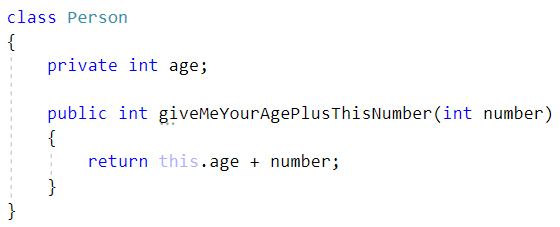 class Person
{
    private int age;

    public int giveMeYourAgePlusThisNumber(int number)
    {
        return this.age + number;
    }
}